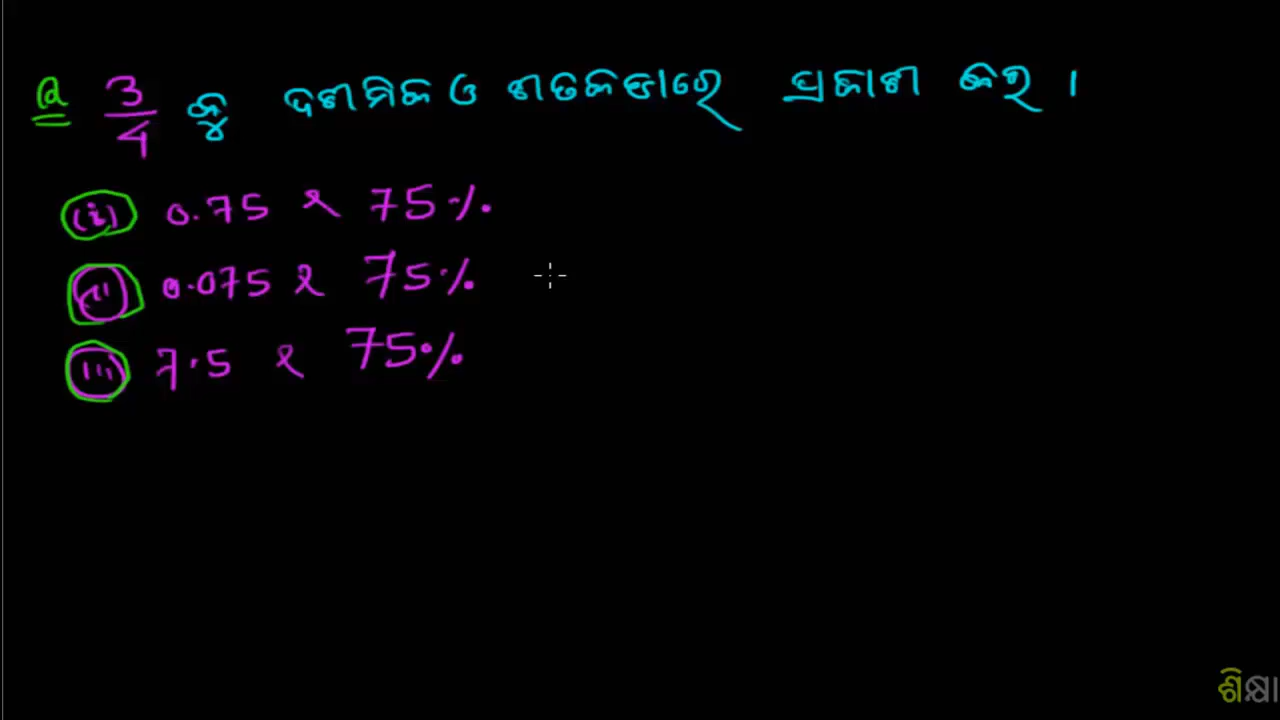 Q 3/4 କୁ ଦଶମିକ ଓ ଶତକଡାରେ ପ୍ରକାଶ କର ।
(i) 0.75 & 75%
(ii) 0.075 & 75%
(iii) 7.5 & 75%
ଶିକ୍ଷା